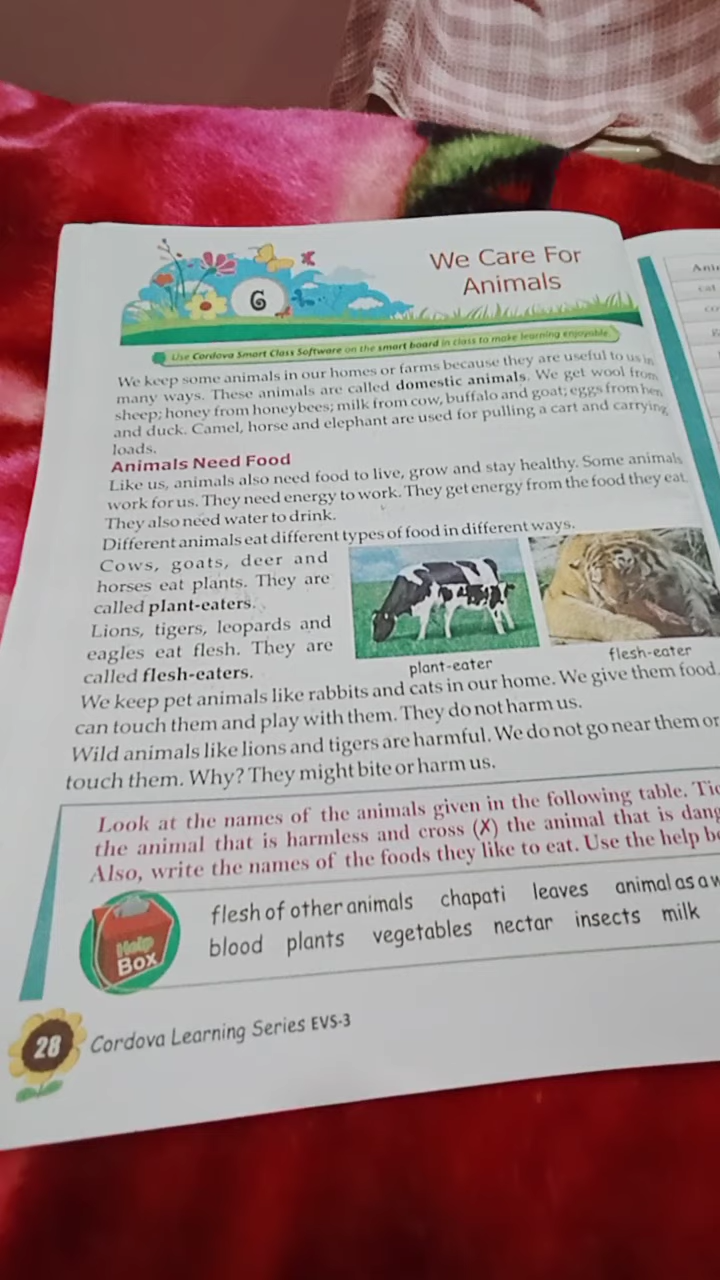 6
We Care For
Animals
Use Cordova Smart Class Software on the smart board in class to make learning enjoyable
We keep some animals in our homes or farms because they are useful to us in
many ways. These animals are called domestic animals. We get wool from
sheep; honey from honeybees; milk from cow, buffalo and goat; eggs from hen
and duck. Camel, horse and elephant are used for pulling a cart and carrying
loads.
Animals Need Food
Like us, animals also need food to live, grow and stay healthy. Some animals
work for us. They need energy to work. They get energy from the food they eat.
They also need water to drink.
Different animals eat different types of food in different ways.
Cows, goats, deer and
horses eat plants. They are
called plant-eaters.
Lions, tigers, leopards and
eagles eat flesh. They are
called flesh-eaters.
plant-eater
flesh-eater
We keep pet animals like rabbits and cats in our home. We give them food.
can touch them and play with them. They do not harm us.
Wild animals like lions and tigers are harmful. We do not go near them or
touch them. Why? They might bite or harm us.
Look at the names of the animals given in the following table.
the animal that is harmless and cross (✗) the animal that is
Also, write the names of the foods they like to eat. Use the help
Help
Box
flesh of other animals chapati leaves animal as a
blood plants vegetables nectar insects milk
28 Cordova Learning Series EVS-3